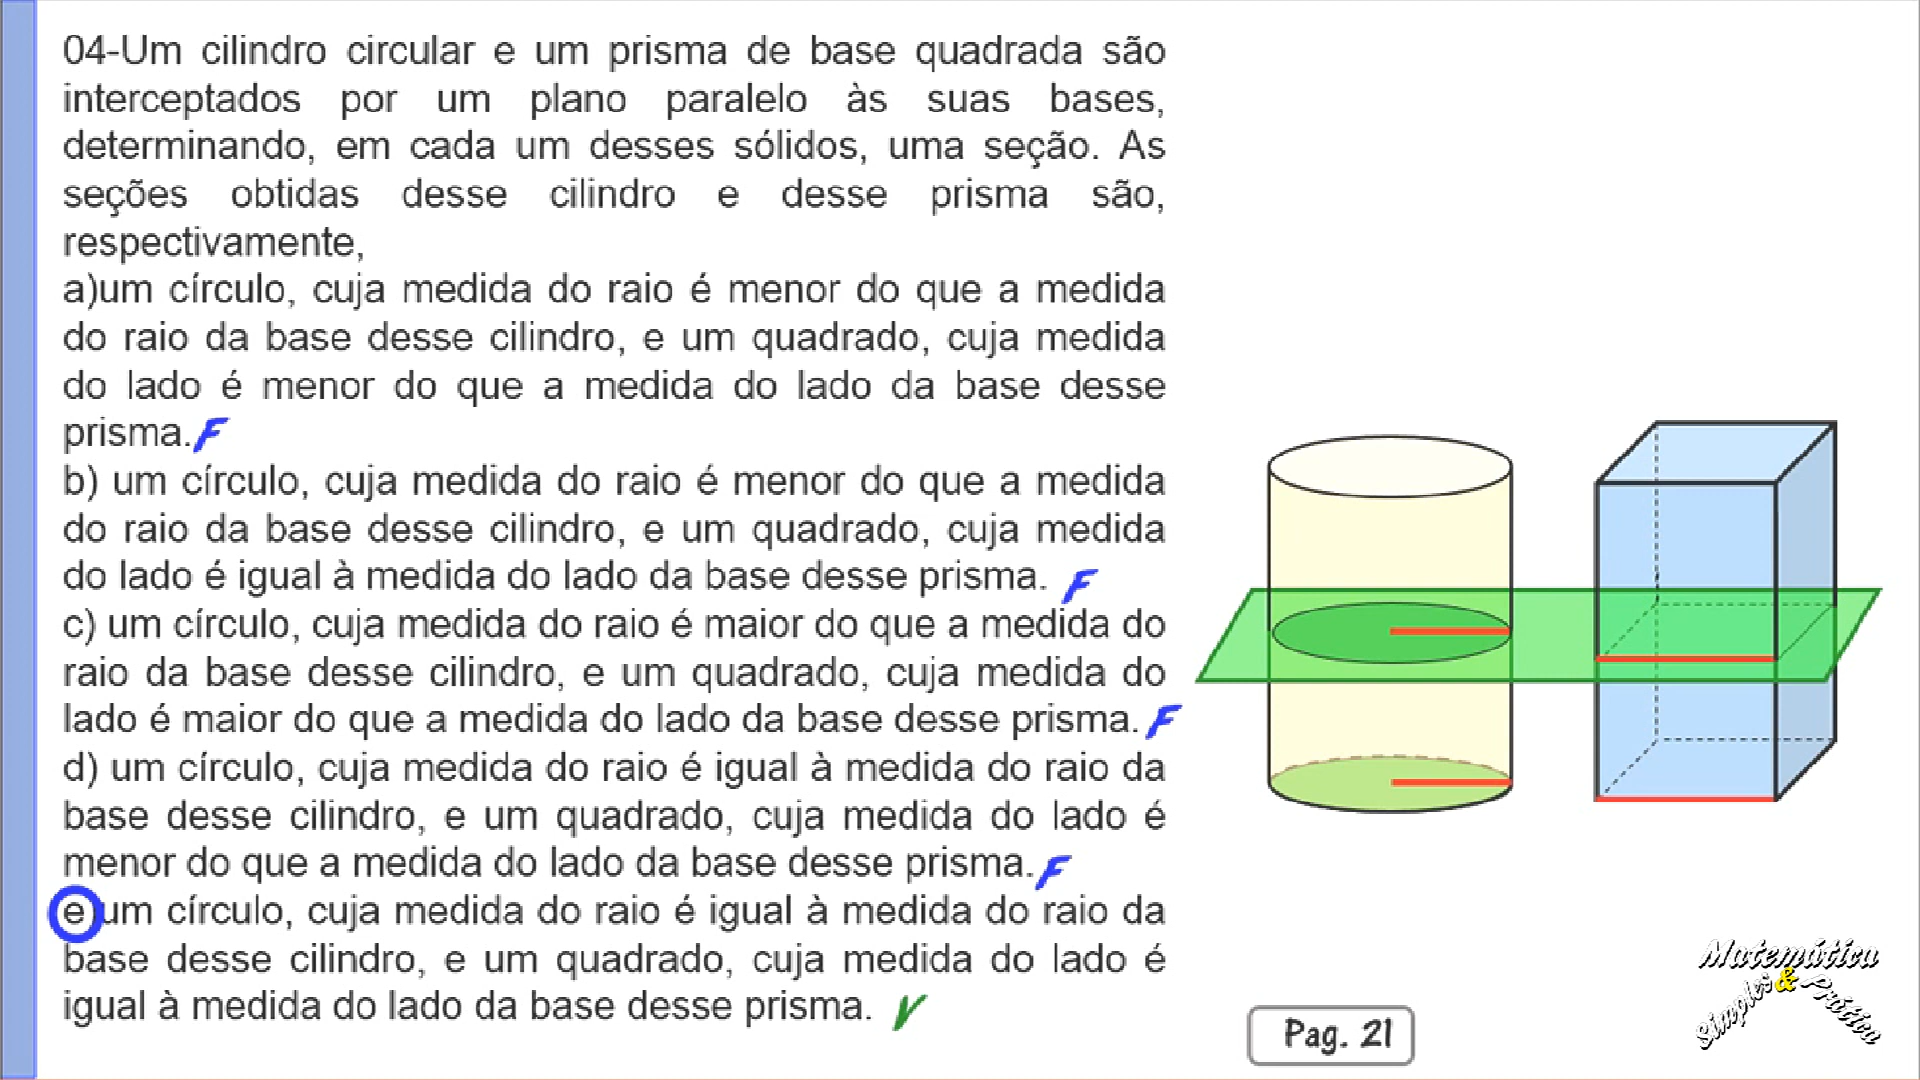 04-Um cilindro circular e um prisma de base quadrada são
interceptados por um plano paralelo às suas bases,
determinando, em cada um desses sólidos, uma seção. As
seções obtidas desse cilindro e desse prisma são,
respectivamente,
a)um círculo, cuja medida do raio é menor do que a medida
do raio da base desse cilindro, e um quadrado, cuja medida
do lado é menor do que a medida do lado da base desse
prisma. F
b) um círculo, cuja medida do raio é menor do que a medida
do raio da base desse cilindro, e um quadrado, cuja medida
do lado é igual à medida do lado da base desse prisma. F
c) um círculo, cuja medida do raio é maior do que a medida do
raio da base desse cilindro, e um quadrado, cuja medida do
lado é maior do que a medida do lado da base desse prisma. F
d) um círculo, cuja medida do raio é igual à medida do raio da
base desse cilindro, e um quadrado, cuja medida do lado é
menor do que a medida do lado da base desse prisma. F
e)um círculo, cuja medida do raio é igual à medida do raio da
base desse cilindro, e um quadrado, cuja medida do lado é
igual à medida do lado da base desse prisma. V
Pag. 21
Matemática
Simples & Prática